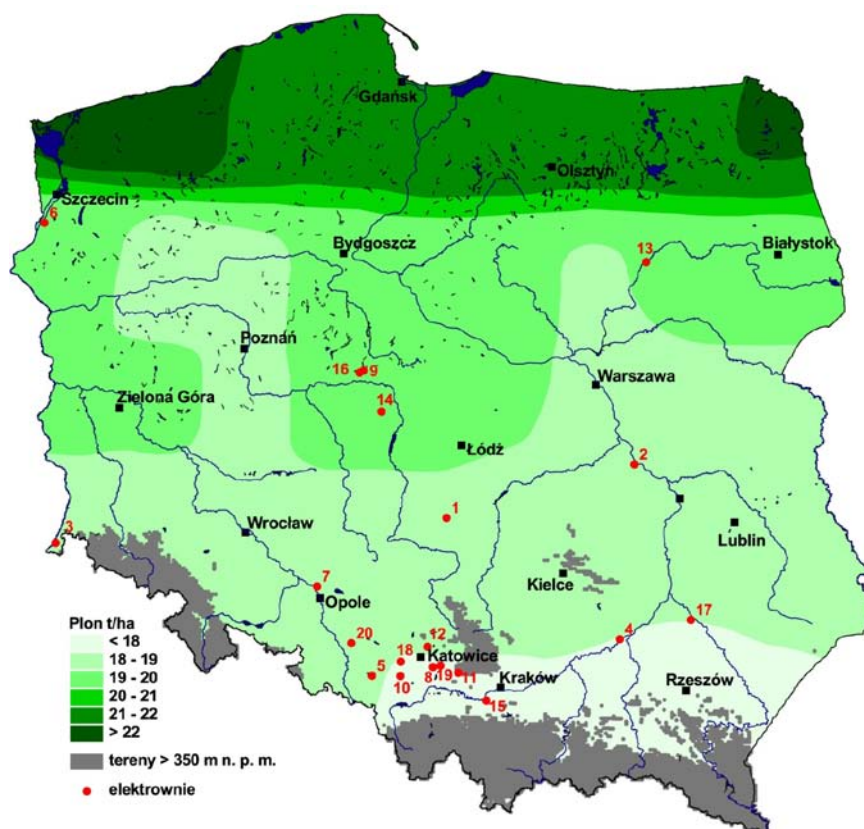 Gdańsk
Olsztyn
Szczecin
6
Bydgoszcz
13
Białystok
Poznań
16
9
Warszawa
Zielona Góra
14
Łódź
2
1
3
Wrocław
Lublin
Kielce
7
Opole
Plon t/ha
< 18
18 - 19
19 - 20
20 - 21
21 - 22
> 22
tereny > 350 m n. p. m.
elektrownie
20
12
4
17
18
Katowice
5
8
19
11
Kraków
Rzeszów
10
15